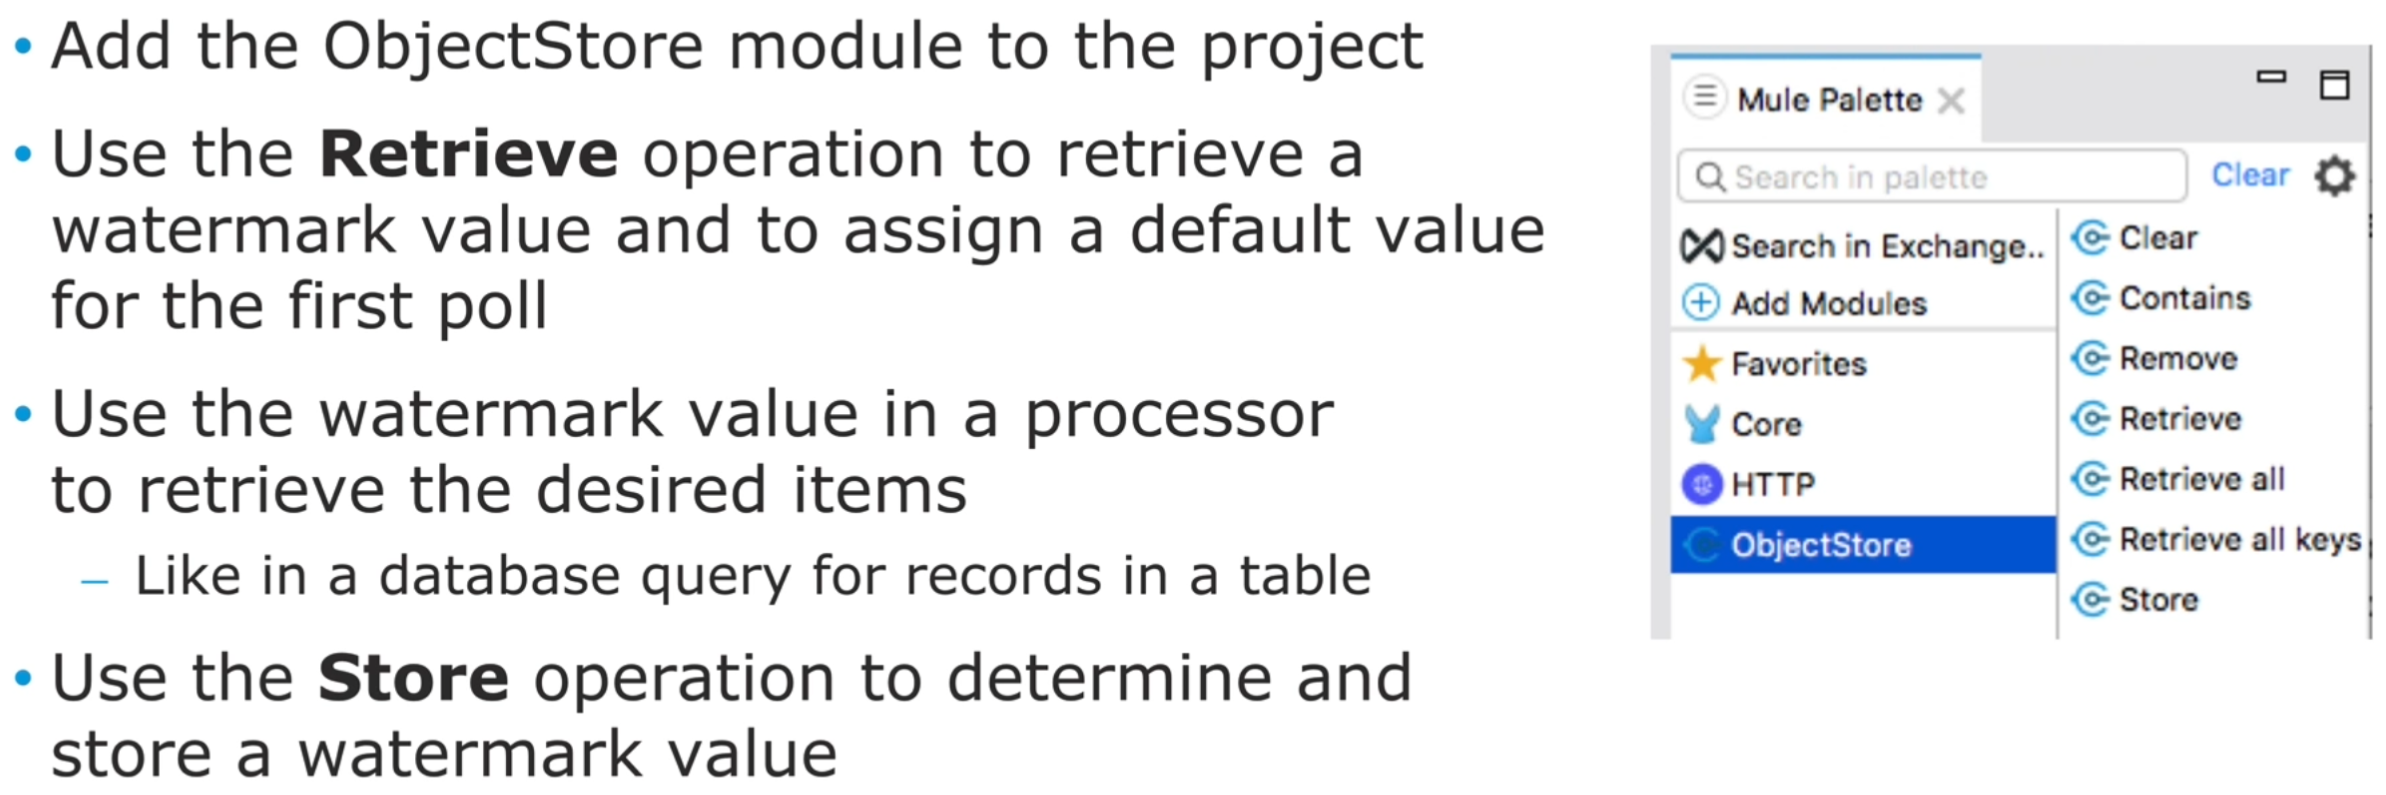 • Add the ObjectStore module to the project
• Use the Retrieve operation to retrieve a
watermark value and to assign a default value
for the first poll
• Use the watermark value in a processor
to retrieve the desired items
– Like in a database query for records in a table
• Use the Store operation to determine and
store a watermark value
Mule Palette
Search in palette
Clear
Search in Exchange..
Add Modules
Favorites
Core
HTTP
ObjectStore
Clear
Contains
Remove
Retrieve
Retrieve all
Retrieve all keys
Store